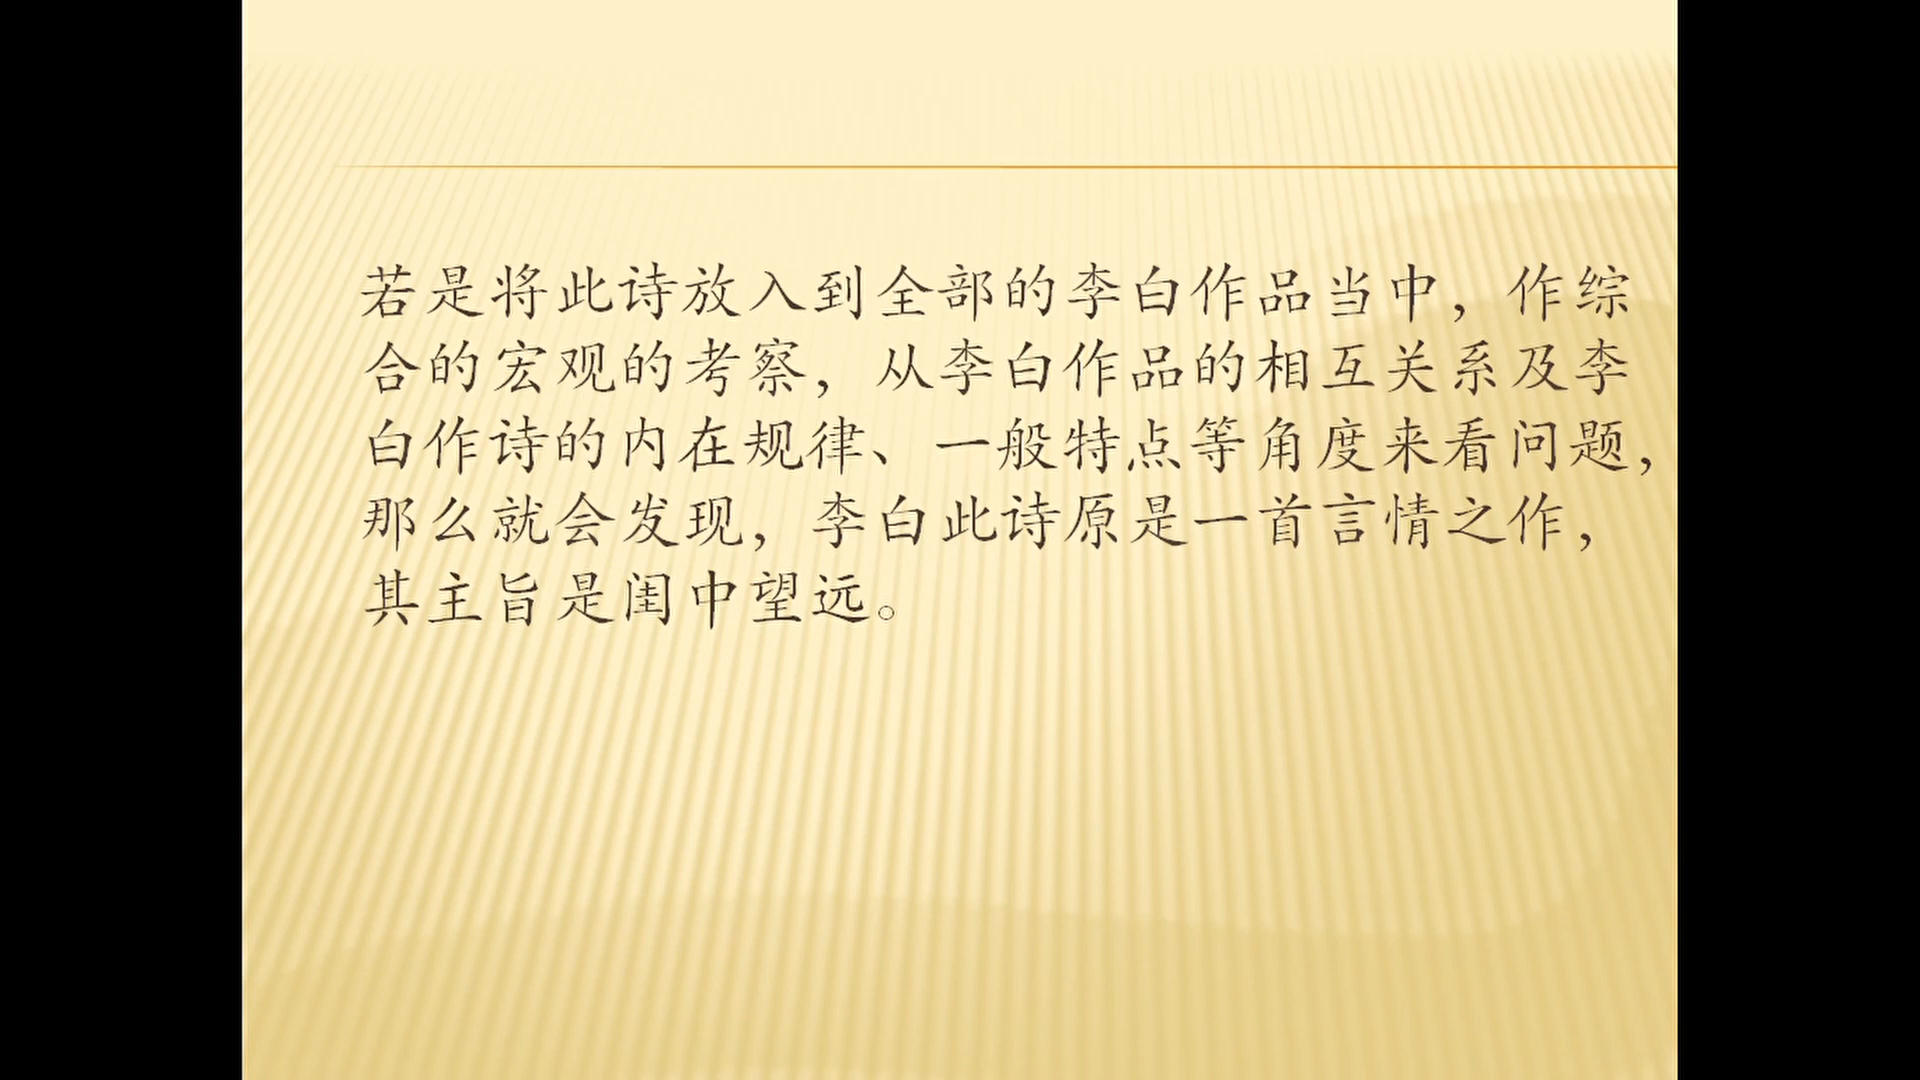 若是将此诗放入到全部的李白作品当中，作综
合的宏观的考察，从李白作品的相互关系及李
白作诗的内在规律、一般特点等角度来看问题，
那么就会发现，李白此诗原是一首言情之作，
其主旨是闺中望远。